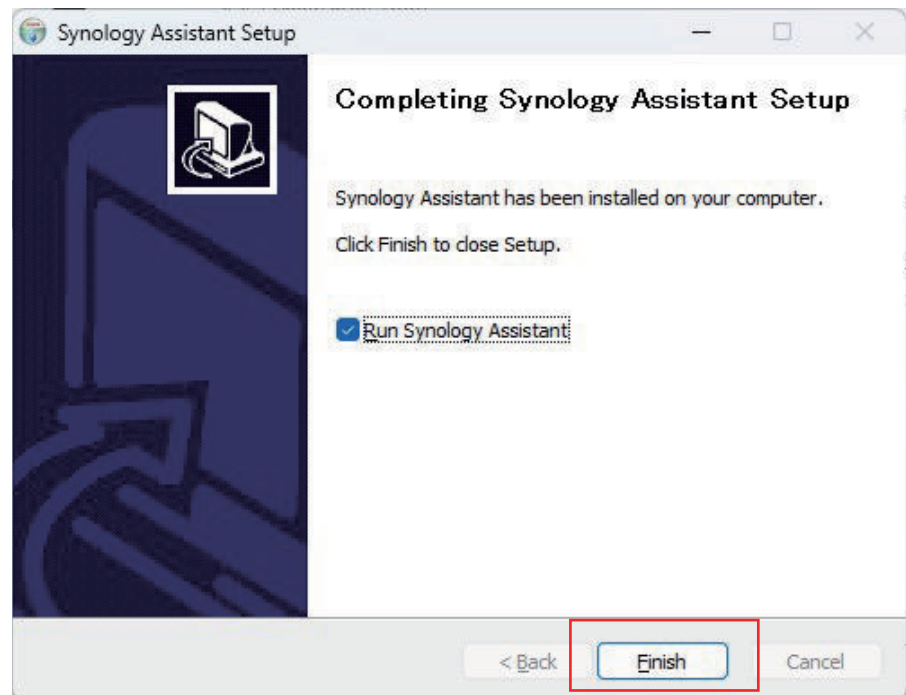 Synology Assistant Setup
Completing Synology Assistant Setup
Synology Assistant has been installed on your computer.
Click Finish to close Setup.
Run Synology Assistant
< Back
Finish
Cancel